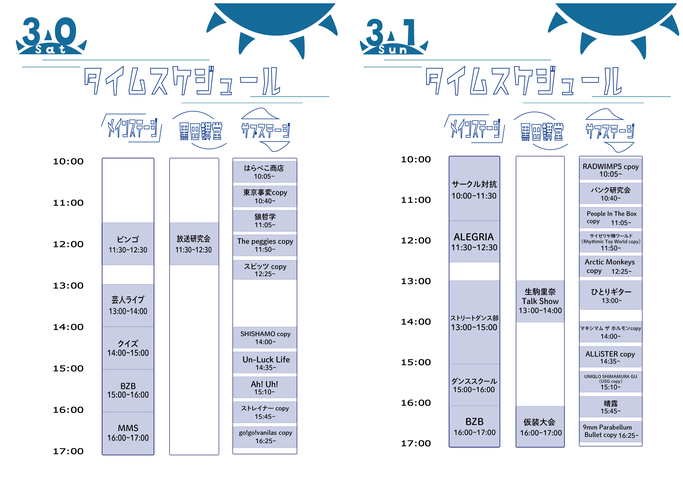 30
Sat
タイムスケジュール
メインステージ
黒田講堂
サブステージ
10:00
11:00
12:00
13:00
14:00
15:00
16:00
17:00
ビンゴ
11:30~12:30
芸人ライブ
13:00~14:00
クイズ
14:00~15:00
BZB
15:00~16:00
MMS
16:00~17:00
放送研究会
11:30~12:30
はらぺこ商店
10:05~
東京事変copy
10:40~
狼哲学
11:05~
The peggies copy
11:50~
スピッツ copy
12:25~
SHISHAMO copy
14:00~
Un-Luck Life
14:35~
Ah! Uh!
15:10~
ストレイナー copy
15:45~
go!go!vanilas copy
16:25~
31
Sun
タイムスケジュール
メインステージ
黒田講堂
サブステージ
10:00
11:00
12:00
13:00
14:00
15:00
16:00
17:00
サークル対抗
10:00~11:30
ALEGRIA
11:30~12:30
ストリートダンス部
13:00~15:00
ダンススクール
15:00~16:00
BZB
16:00~17:00
生駒里奈
Talk Show
13:00~14:00
仮装大会
16:00~17:00
RADWIMPS cpoy
10:05~
パンク研究会
10:40~
People In The Box
copy 11:05~
サイゼリヤ輝ワールド
(Rhythmic Toy World copy)
11:50~
Arctic Monkeys
copy 12:25~
ひとりギター
13:00~
マキシマム ザ ホルモンcopy
14:00~
ALLiSTER copy
14:35~
UNIQLO SHIMAMURA GU
(USG copy)
15:10~
晴露
15:45~
9mm Parabellum
Bullet copy 16:25~